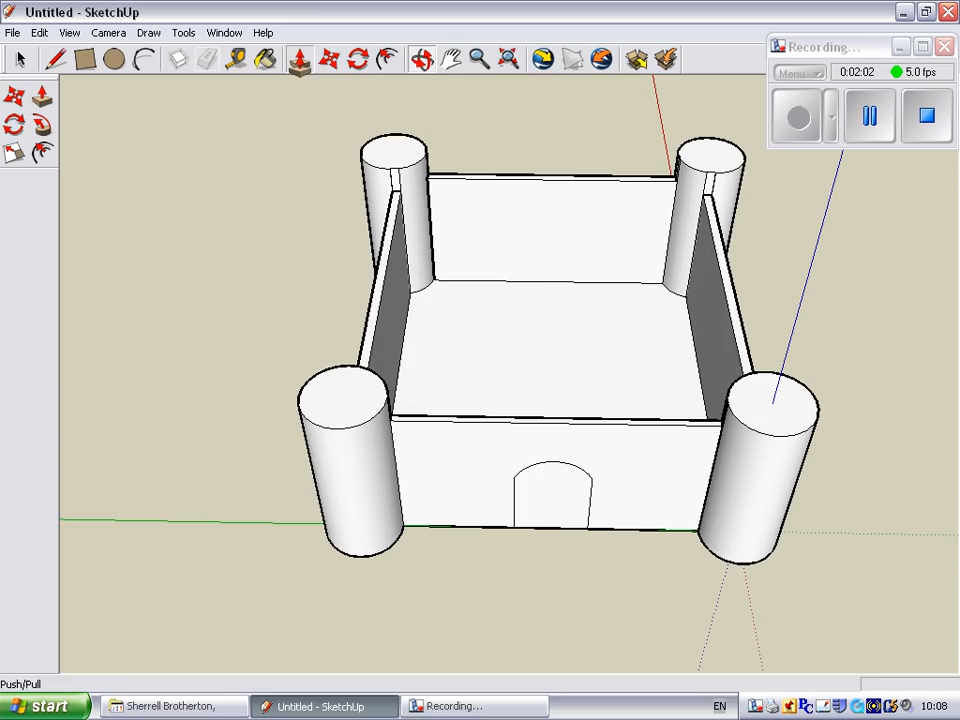 Untitled - SketchUp
File Edit View Camera Draw Tools Window Help
Recording...
Menu 0:02:02 5.0 fps
Push/Pull
start Sherrell Brotherton, Untitled - SketchUp Recording... EN 10:08